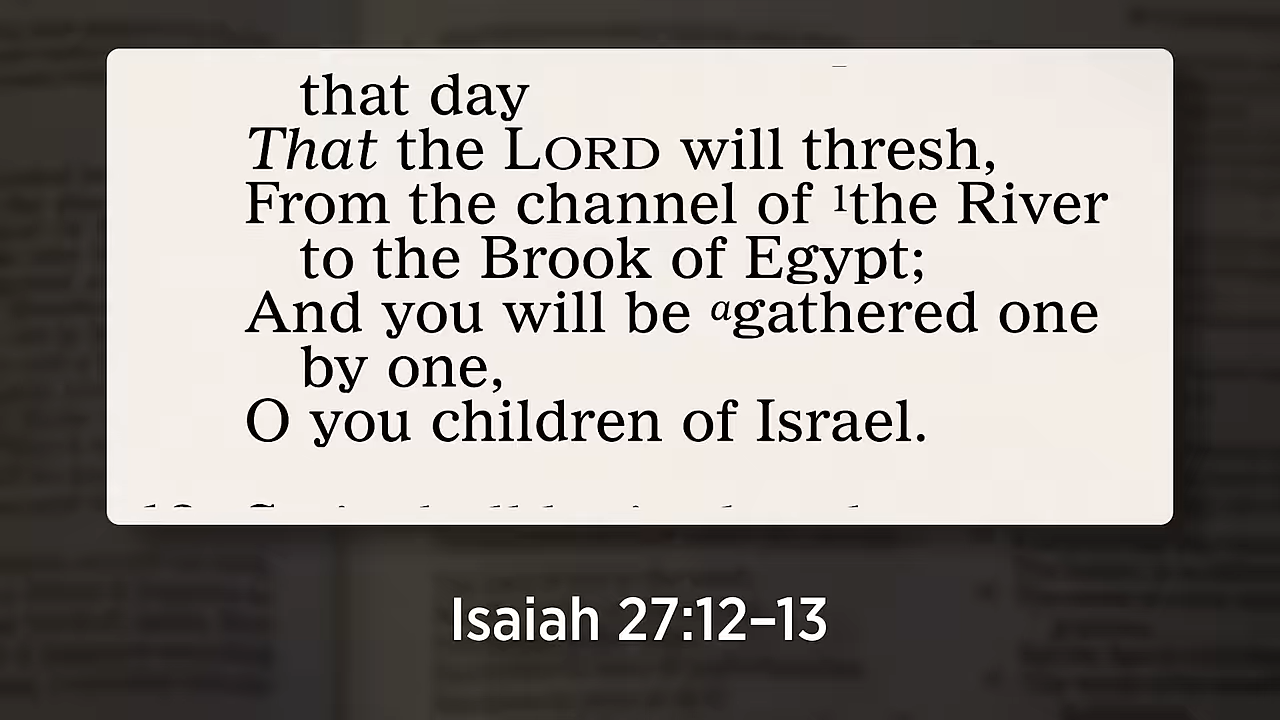 that day
That the LORD will thresh,
From the channel of ¹the River
to the Brook of Egypt;
And you will be ᵃgathered one
by one,
O you children of Israel.
Isaiah 27:12–13